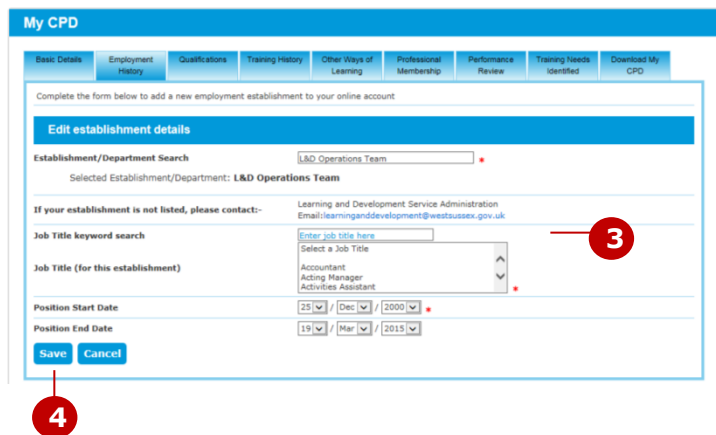 My CPD
Basic Details
Employment History
Qualifications
Training History
Other Ways of Learning
Professional Membership
Performance Review
Training Needs Identified
Download My CPD
Complete the form below to add a new employment establishment to your online account
Edit establishment details
Establishment/Department Search L&D Operations Team *
Selected Establishment/Department: L&D Operations Team
If your establishment is not listed, please contact:-
Learning and Development Service Administration
Email:learninganddevelopment@westsussex.gov.uk
Job Title keyword search Enter job title here
3
Job Title (for this establishment)
Select a Job Title
Accountant
Acting Manager
Activities Assistant *
Position Start Date 25 / Dec / 2000 *
Position End Date 19 / Mar / 2015
Save Cancel
4